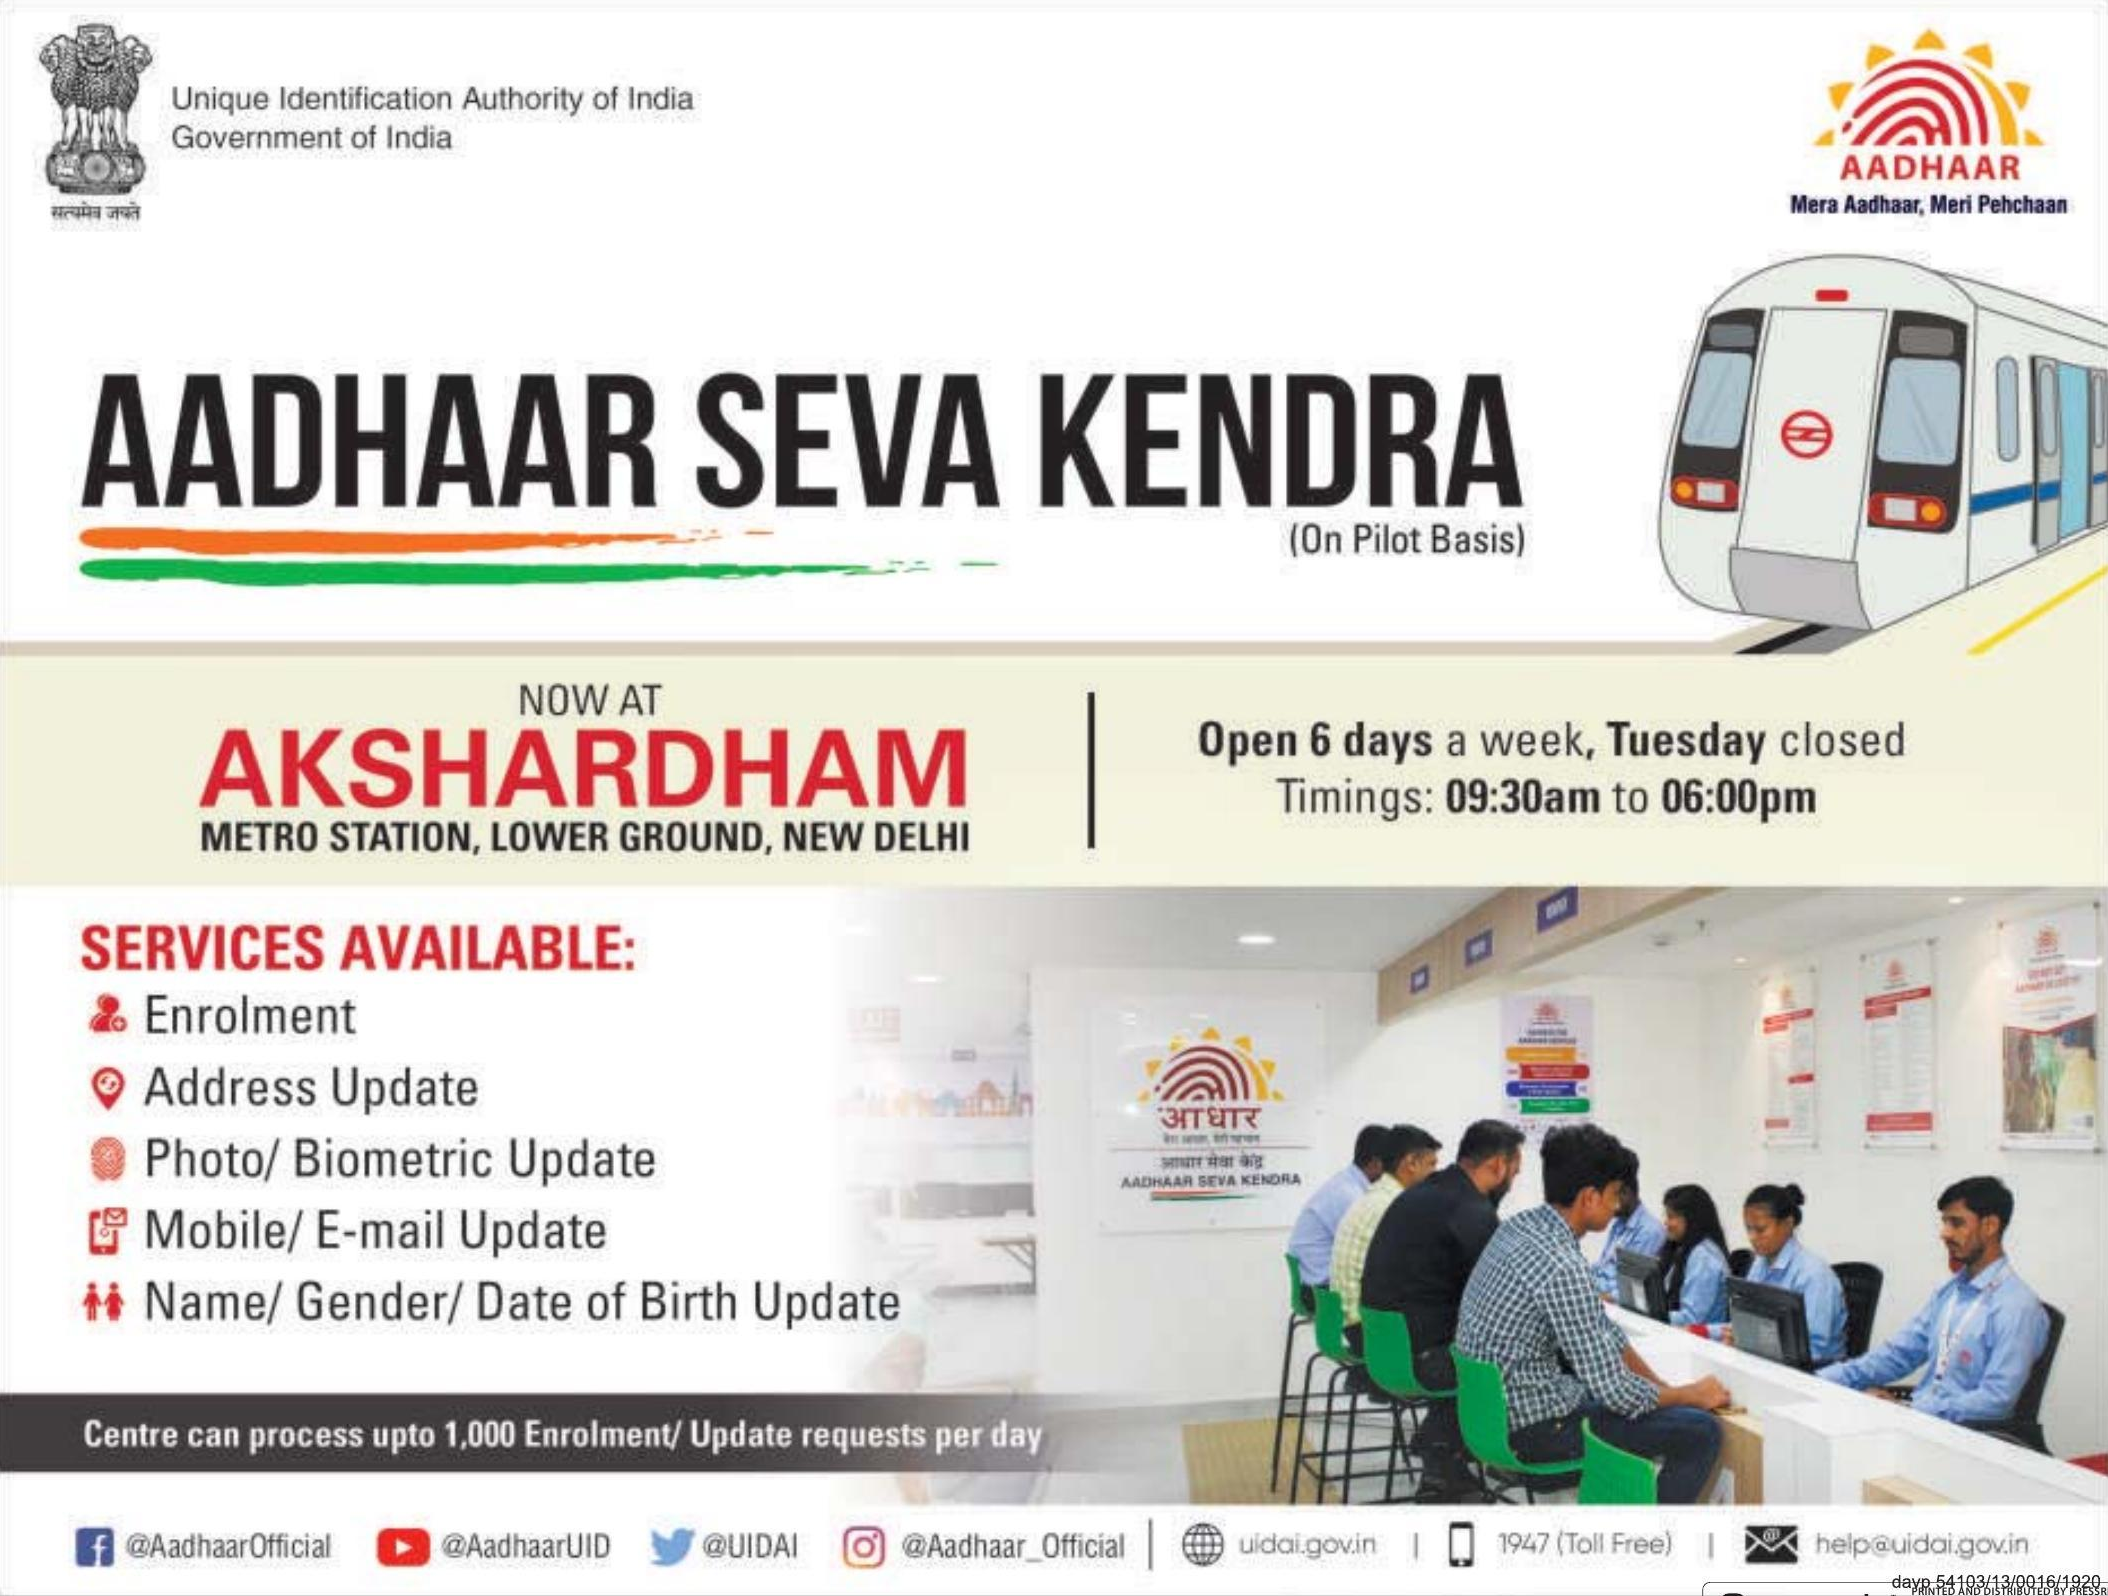 Unique Identification Authority of India
Government of India
सत्यमेव जयते
AADHAAR
Mera Aadhaar, Meri Pehchaan
AADHAAR SEVA KENDRA
(On Pilot Basis)
NOW AT
AKSHARDHAM
METRO STATION, LOWER GROUND, NEW DELHI
Open 6 days a week, Tuesday closed
Timings: 09:30am to 06:00pm
SERVICES AVAILABLE:
Enrolment
Address Update
Photo/ Biometric Update
Mobile/ E-mail Update
Name/ Gender/ Date of Birth Update
आधार
आधार सेवा केंद्र
AADHAAR SEVA KENDRA
Centre can process upto 1,000 Enrolment/ Update requests per day
@AadhaarOfficial
@AadhaarUID
@UIDAI
@Aadhaar_Official
uidai.gov.in
1947 (Toll Free)
help@uidai.gov.in
davp 54103/13/0016/1920
PRINTED AND DISTRIBUTED BY